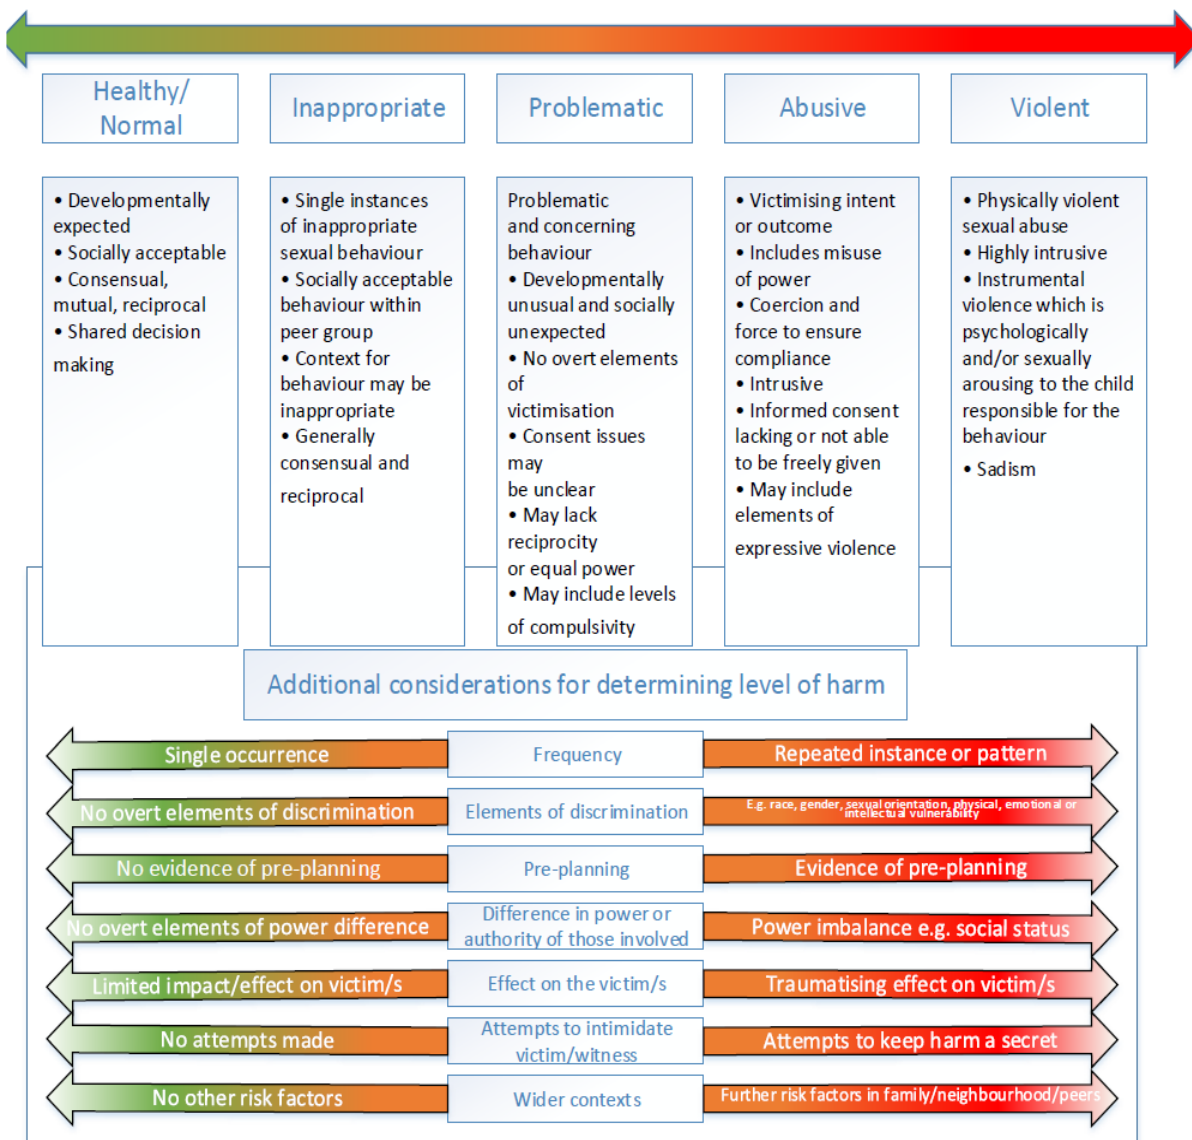 Healthy/
Normal
Inappropriate
Problematic
Abusive
Violent
• Developmentally
expected
• Socially acceptable
• Consensual,
mutual, reciprocal
• Shared decision
making
• Single instances
of inappropriate
sexual behaviour
• Socially acceptable
behaviour within
peer group
• Context for
behaviour may be
inappropriate
• Generally
consensual and
reciprocal
Problematic
and concerning
behaviour
• Developmentally
unusual and socially
unexpected
• No overt elements
of
victimisation
• Consent issues
may
be unclear
• May lack
reciprocity
or equal power
• May include levels
of compulsivity
• Victimising intent
or outcome
• Includes misuse
of power
• Coercion and
force to ensure
compliance
• Intrusive
• Informed consent
lacking or not able
to be freely given
• May include
elements of
expressive violence
• Physically violent
sexual abuse
• Highly intrusive
• Instrumental
violence which is
psychologically
and/or sexually
arousing to the child
responsible for the
behaviour
• Sadism
Additional considerations for determining level of harm
Single occurrence
Frequency
Repeated instance or pattern
No overt elements of discrimination
Elements of discrimination
E.g. race, gender, sexual orientation, physical, emotional or
intellectual vulnerability
No evidence of pre-planning
Pre-planning
Evidence of pre-planning
No overt elements of power difference
Difference in power or
authority of those involved
Power imbalance e.g. social status
Limited impact/effect on victim/s
Effect on the victim/s
Traumatising effect on victim/s
No attempts made
Attempts to intimidate
victim/witness
Attempts to keep harm a secret
No other risk factors
Wider contexts
Further risk factors in family/neighbourhood/peers